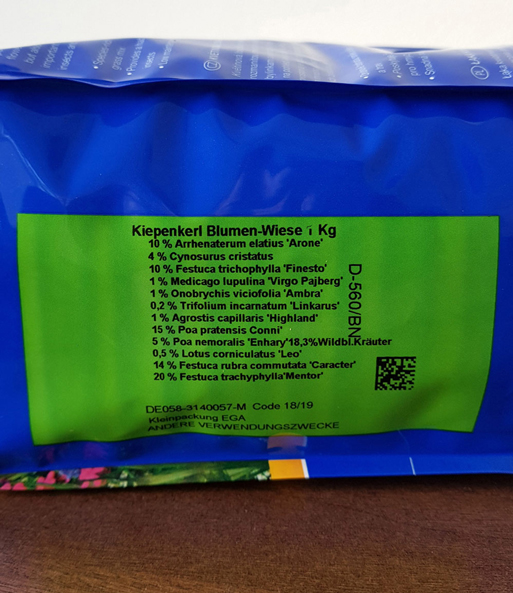 Kiepenkerl Blumen-Wiese 1 Kg
10 % Arrhenaterum elatius 'Arone'
4 % Cynosurus cristatus
10 % Festuca trichophylla 'Finesto'
1 % Medicago lupulina 'Virgo Pajberg'
1 % Onobrychis viciofolia 'Ambra'
0,2 % Trifolium incarnatum 'Linkarus'
1 % Agrostis capillaris 'Highland'
15 % Poa pratensis Conni'
5 % Poa nemoralis 'Enhary'18,3%Wildbl.Kräuter
0,5 % Lotus corniculatus 'Leo'
14 % Festuca rubra commutata 'Caracter'
20 % Festuca trachyphylla'Mentor'
D-560/BN
DE058-3140057-M Code 18/19
Kleinpackung EGA
ANDERE VERWENDUNGSZWECKE